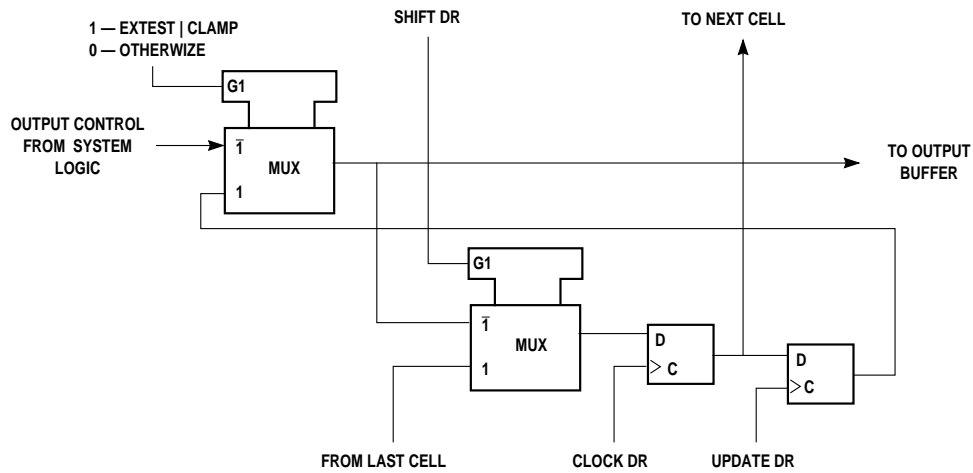 1 — EXTEST | CLAMP
0 — OTHERWIZE
SHIFT DR
TO NEXT CELL
G1
OUTPUT CONTROL
FROM SYSTEM
LOGIC
1̅
MUX
1
TO OUTPUT
BUFFER
G1
1̅
MUX
1
D
C
D
C
FROM LAST CELL
CLOCK DR
UPDATE DR